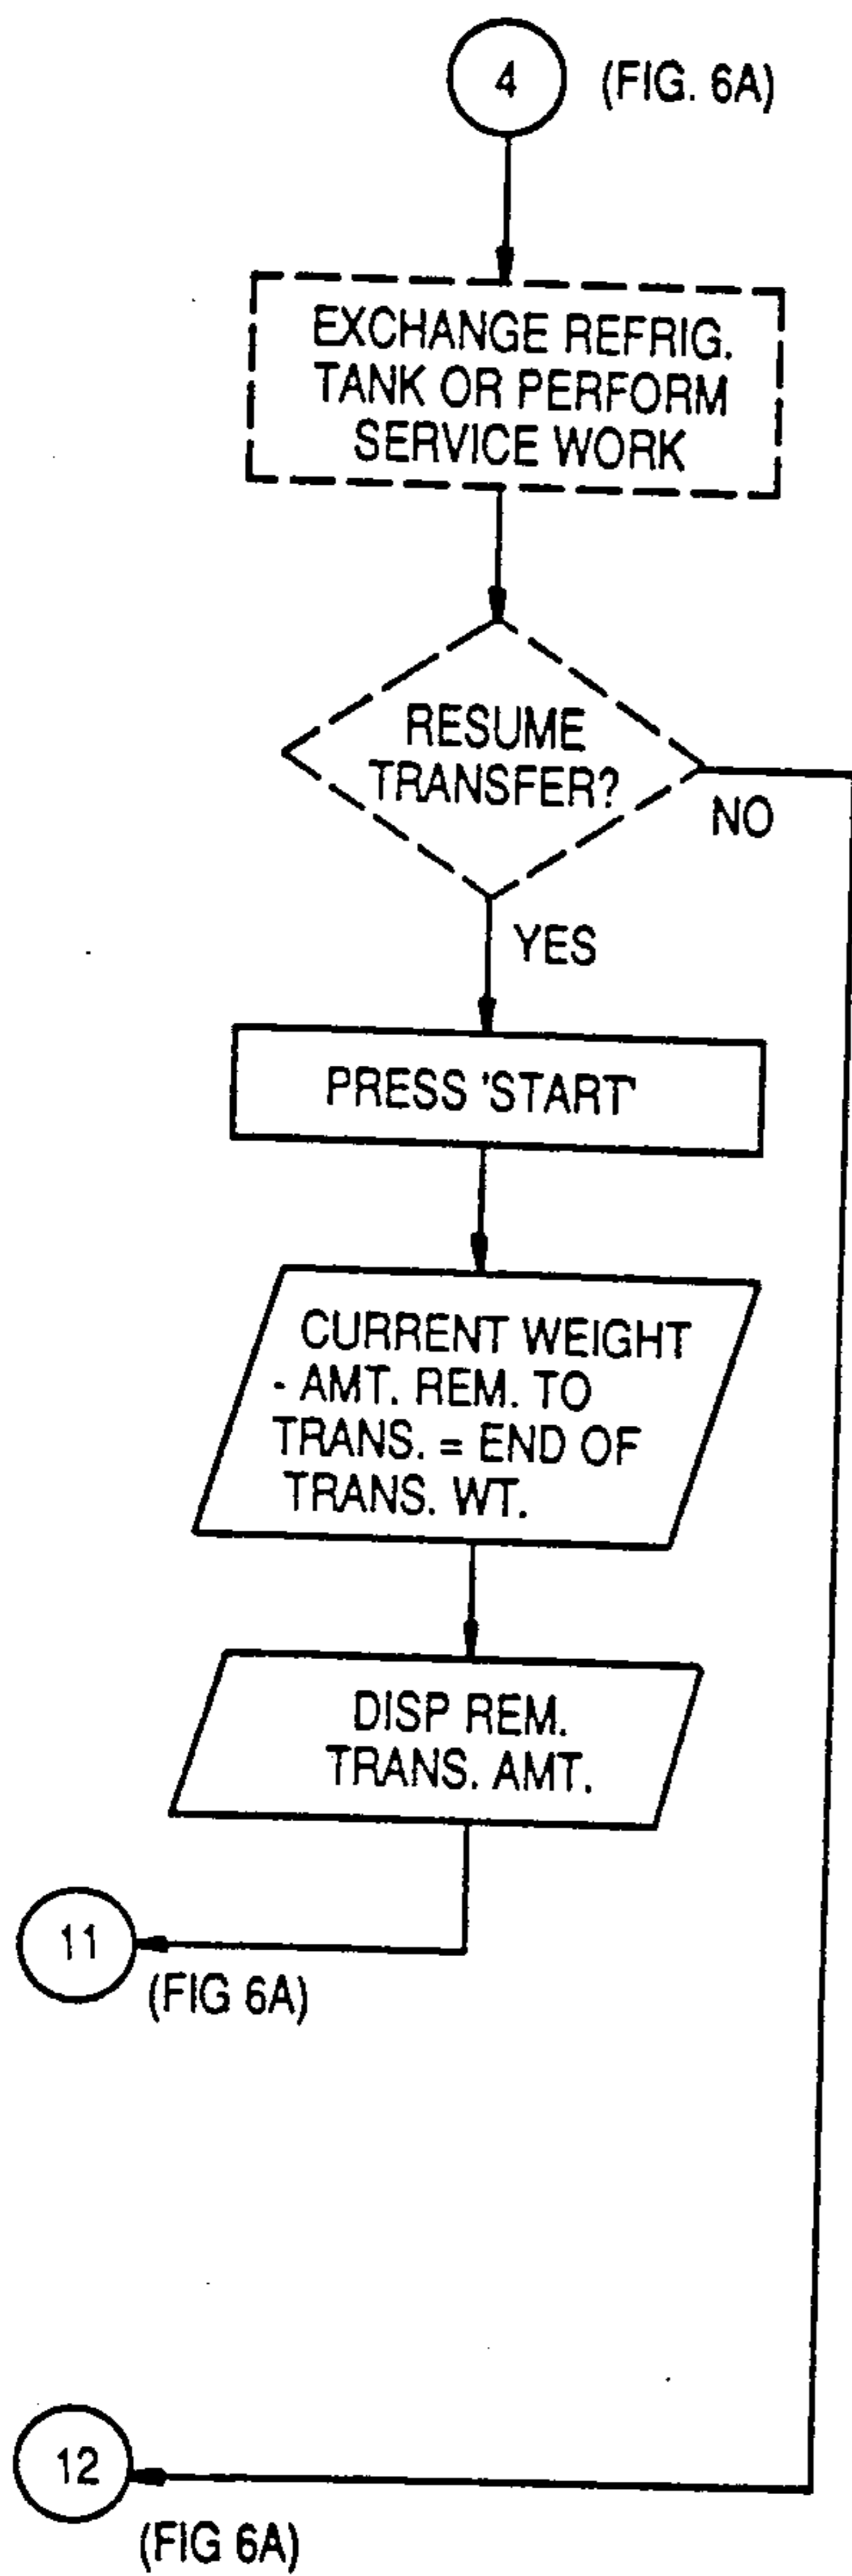 4 (FIG. 6A)
EXCHANGE REFRIG.
TANK OR PERFORM
SERVICE WORK
RESUME
TRANSFER?
NO
YES
PRESS 'START'
CURRENT WEIGHT
- AMT. REM. TO
TRANS. = END OF
TRANS. WT.
DISP REM.
TRANS. AMT.
11
(FIG 6A)
12
(FIG 6A)